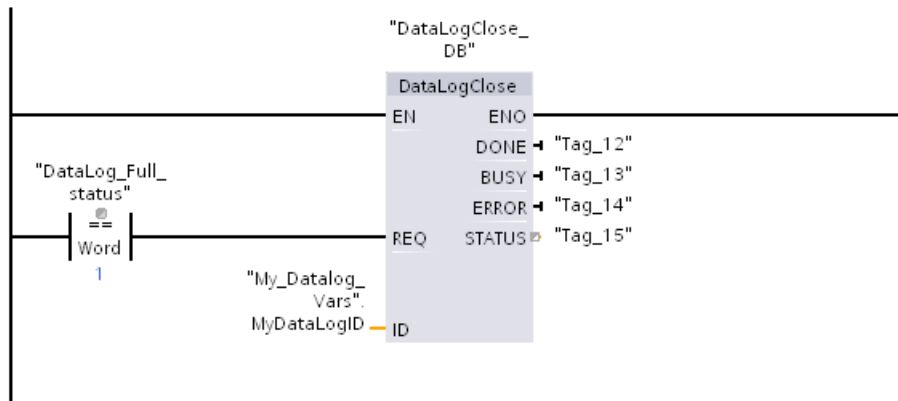 "DataLogClose_
DB"
DataLogClose
EN ENO
DONE "Tag_12"
"DataLog_Full_
status"
BUSY "Tag_13"
ERROR "Tag_14"
==
Word
1
REQ STATUS "Tag_15"
"My_Datalog_
Vars".
MyDataLogID ID